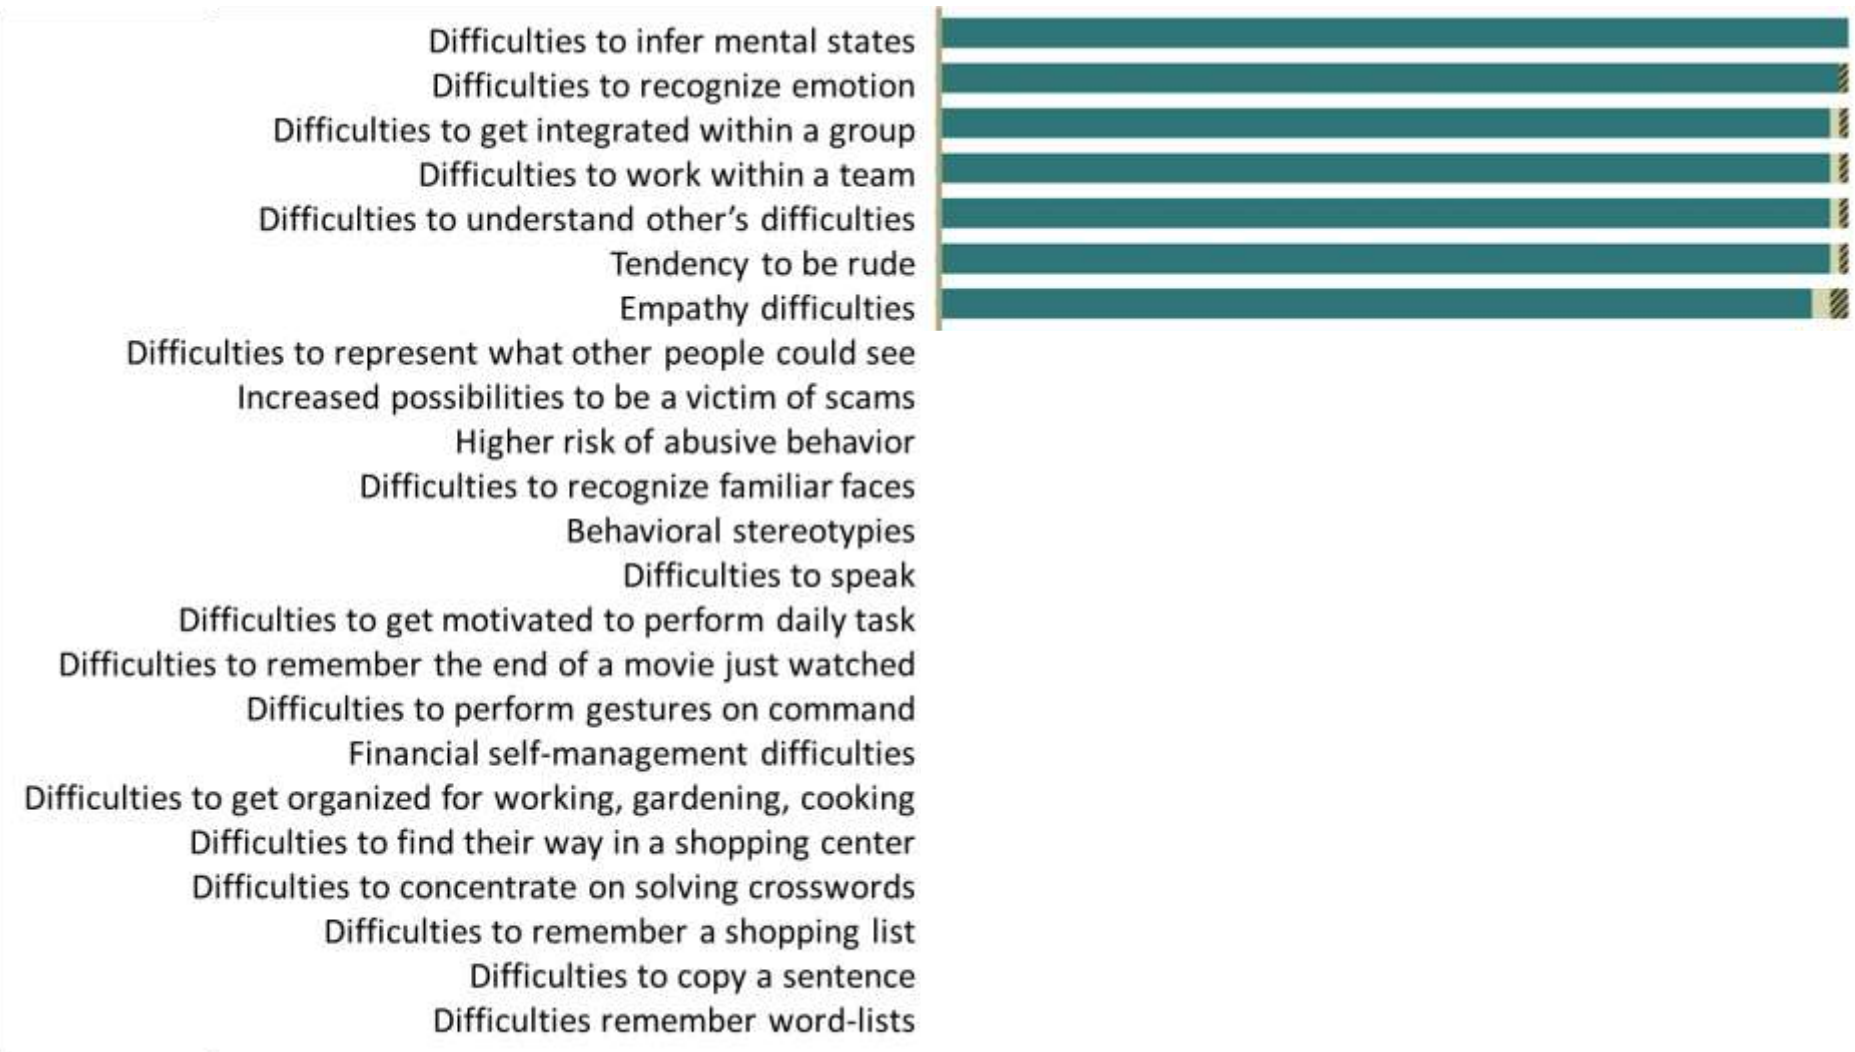 Difficulties to infer mental states
Difficulties to recognize emotion
Difficulties to get integrated within a group
Difficulties to work within a team
Difficulties to understand other’s difficulties
Tendency to be rude
Empathy difficulties
Difficulties to represent what other people could see
Increased possibilities to be a victim of scams
Higher risk of abusive behavior
Difficulties to recognize familiar faces
Behavioral stereotypies
Difficulties to speak
Difficulties to get motivated to perform daily task
Difficulties to remember the end of a movie just watched
Difficulties to perform gestures on command
Financial self-management difficulties
Difficulties to get organized for working, gardening, cooking
Difficulties to find their way in a shopping center
Difficulties to concentrate on solving crosswords
Difficulties to remember a shopping list
Difficulties to copy a sentence
Difficulties remember word-lists